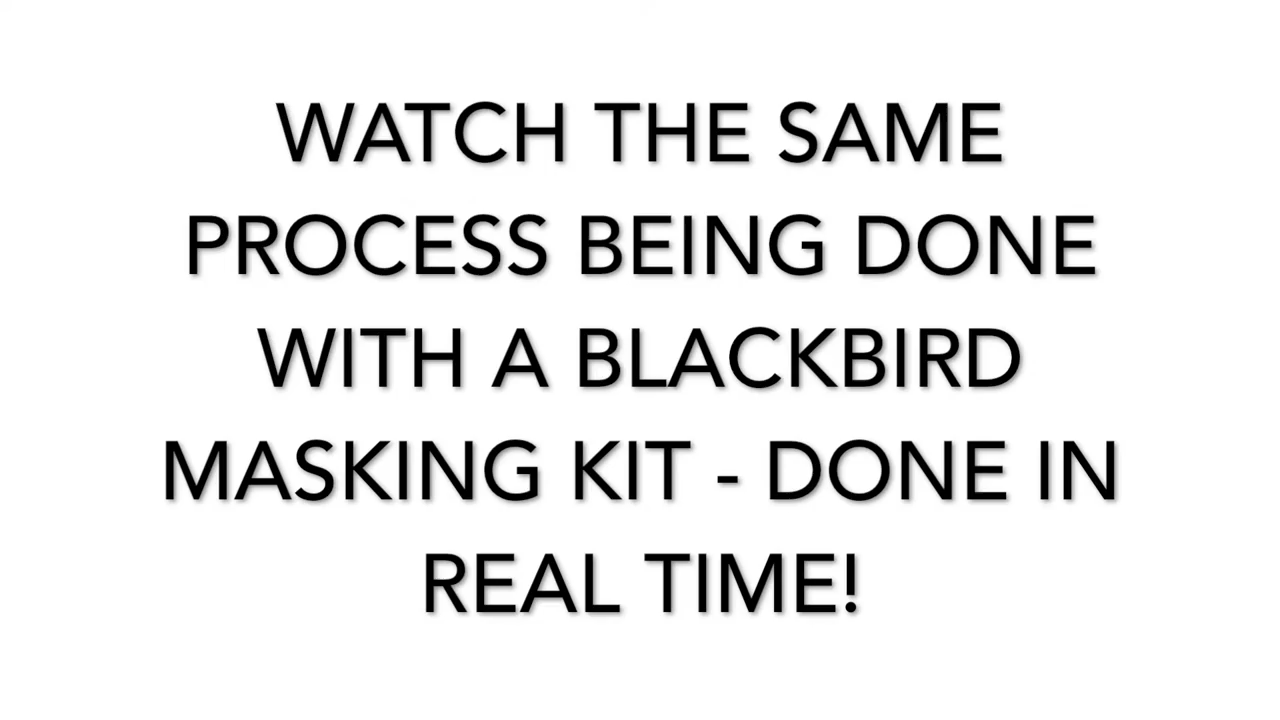 WATCH THE SAME
PROCESS BEING DONE
WITH A BLACKBIRD
MASKING KIT - DONE IN
REAL TIME!